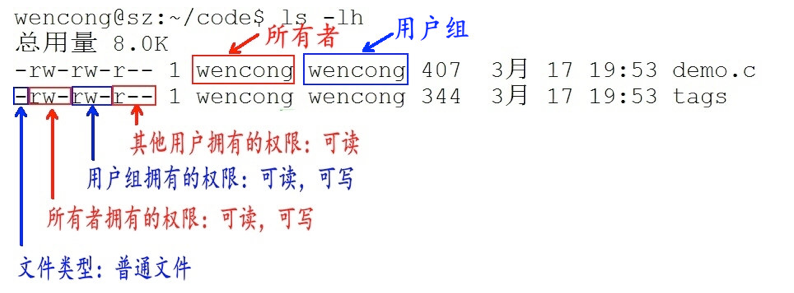 wencong@sz:~/code$ ls -lh
总用量 8.0K
所有者
用户组
-rw-rw-r-- 1 wencong wencong 407 3月 17 19:53 demo.c
-rw-rw-r-- 1 wencong wencong 344 3月 17 19:53 tags
其他用户拥有的权限：可读
用户组拥有的权限：可读，可写
所有者拥有的权限：可读，可写
文件类型：普通文件